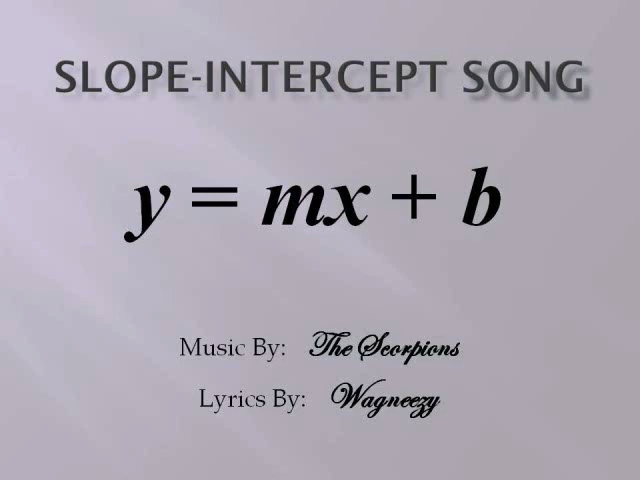 SLOPE-INTERCEPT SONG
y = mx + b
Music By: The Scorpions
Lyrics By: Wagneezy